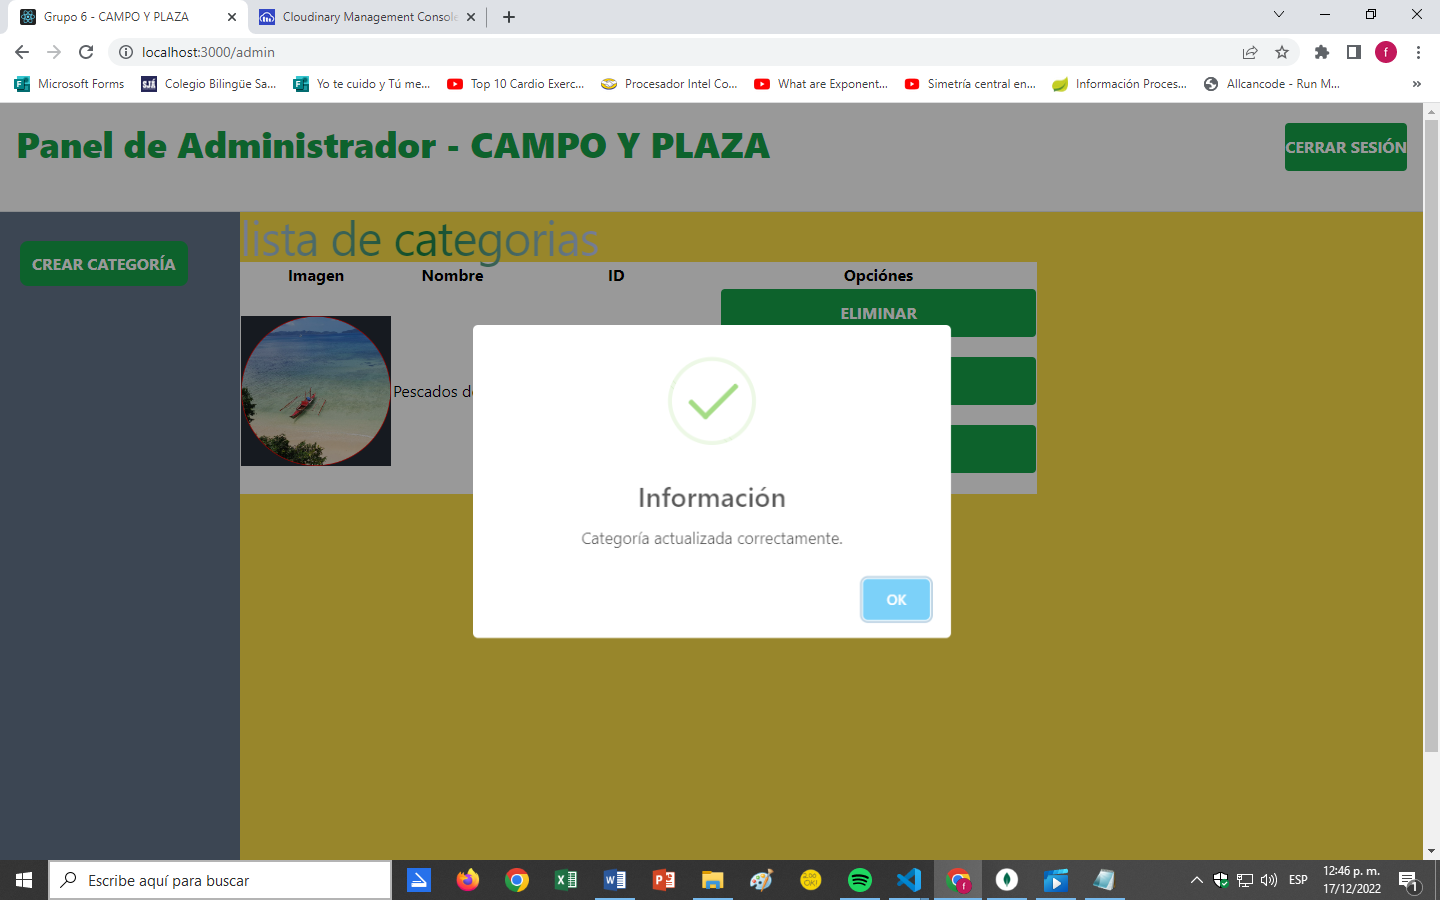 Grupo 6 - CAMPO Y PLAZA
Cloudinary Management Console
localhost:3000/admin
f
Microsoft Forms
SJÁ
Colegio Bilingüe Sa...
Yo te cuido y Tú me...
Top 10 Cardio Exerc...
Procesador Intel Co...
What are Exponent...
Simetría central en...
Información Proces...
Allcancode - Run M...
Panel de Administrador - CAMPO Y PLAZA
CERRAR SESIÓN
CREAR CATEGORÍA
lista de categorias
Imagen Nombre ID Opciónes
ELIMINAR
Pescados
Información
Categoría actualizada correctamente.
OK
Escribe aquí para buscar
ESP
12:46 p. m.
17/12/2022
1